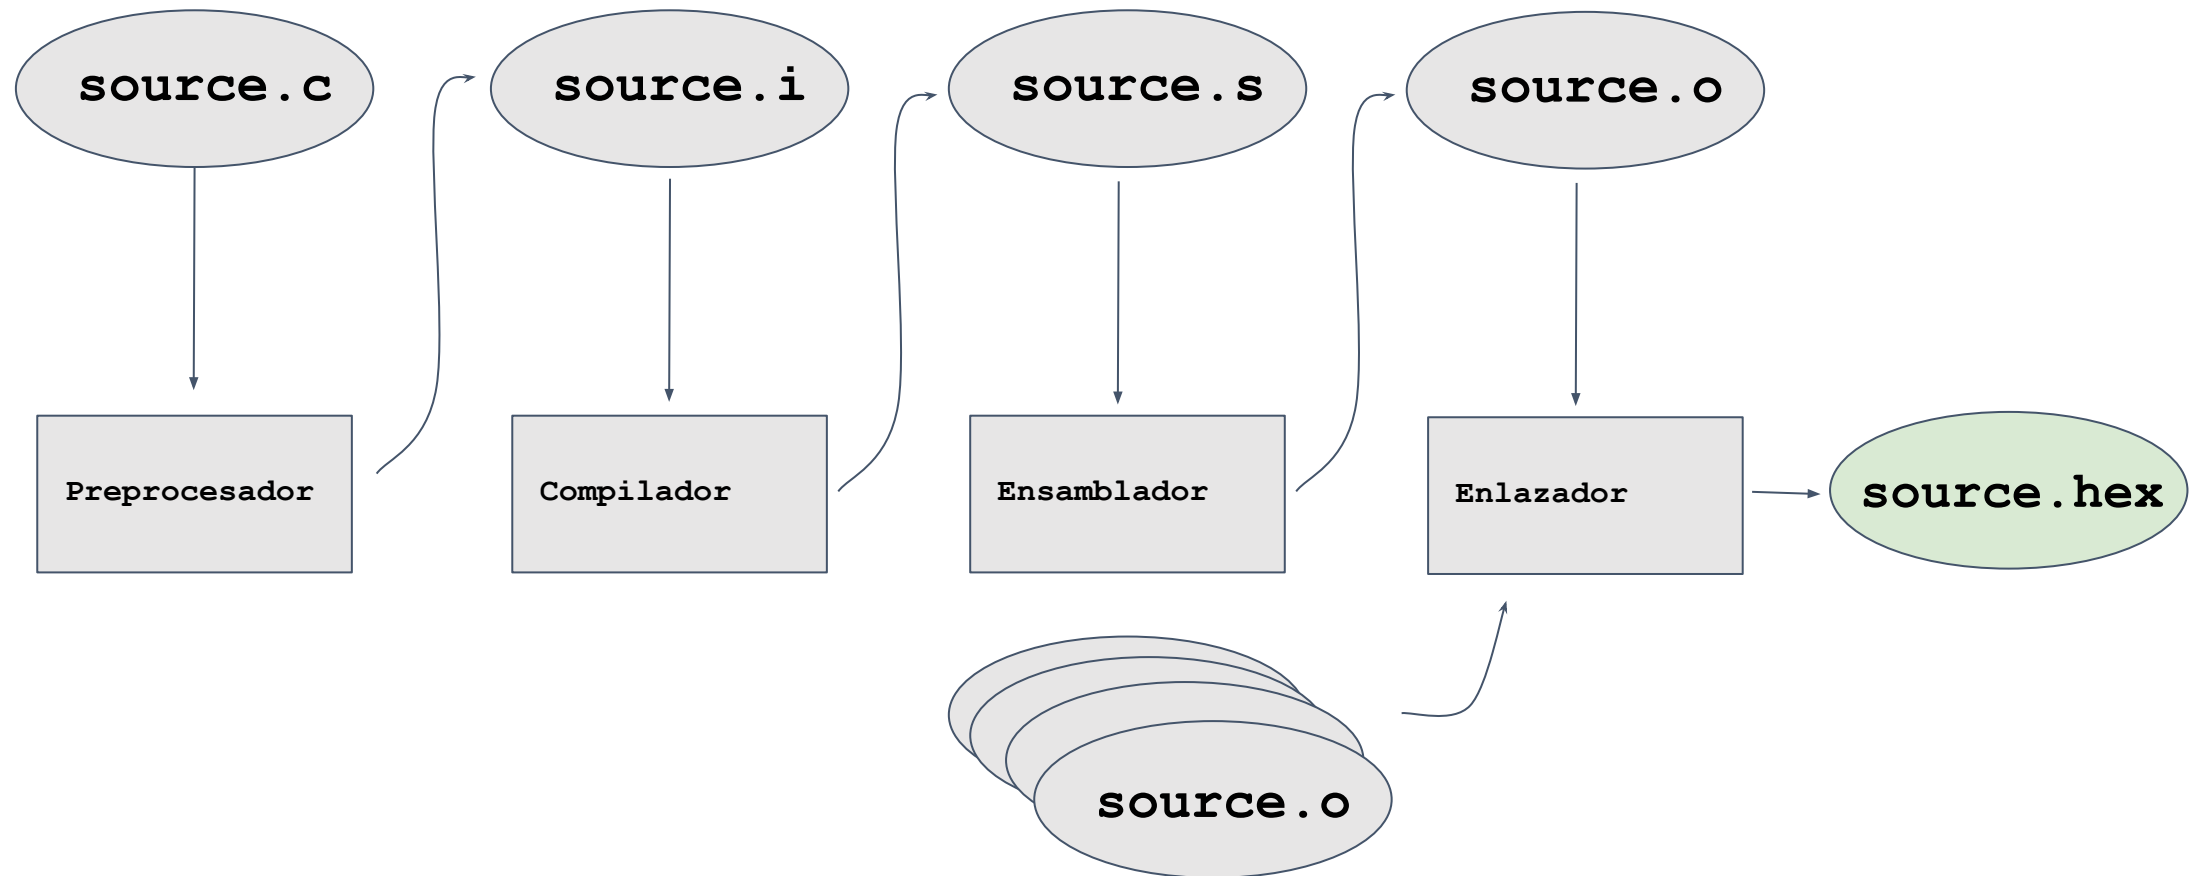 source.c
source.i
source.s
source.o
Preprocesador
Compilador
Ensamblador
Enlazador
source.hex
source.o